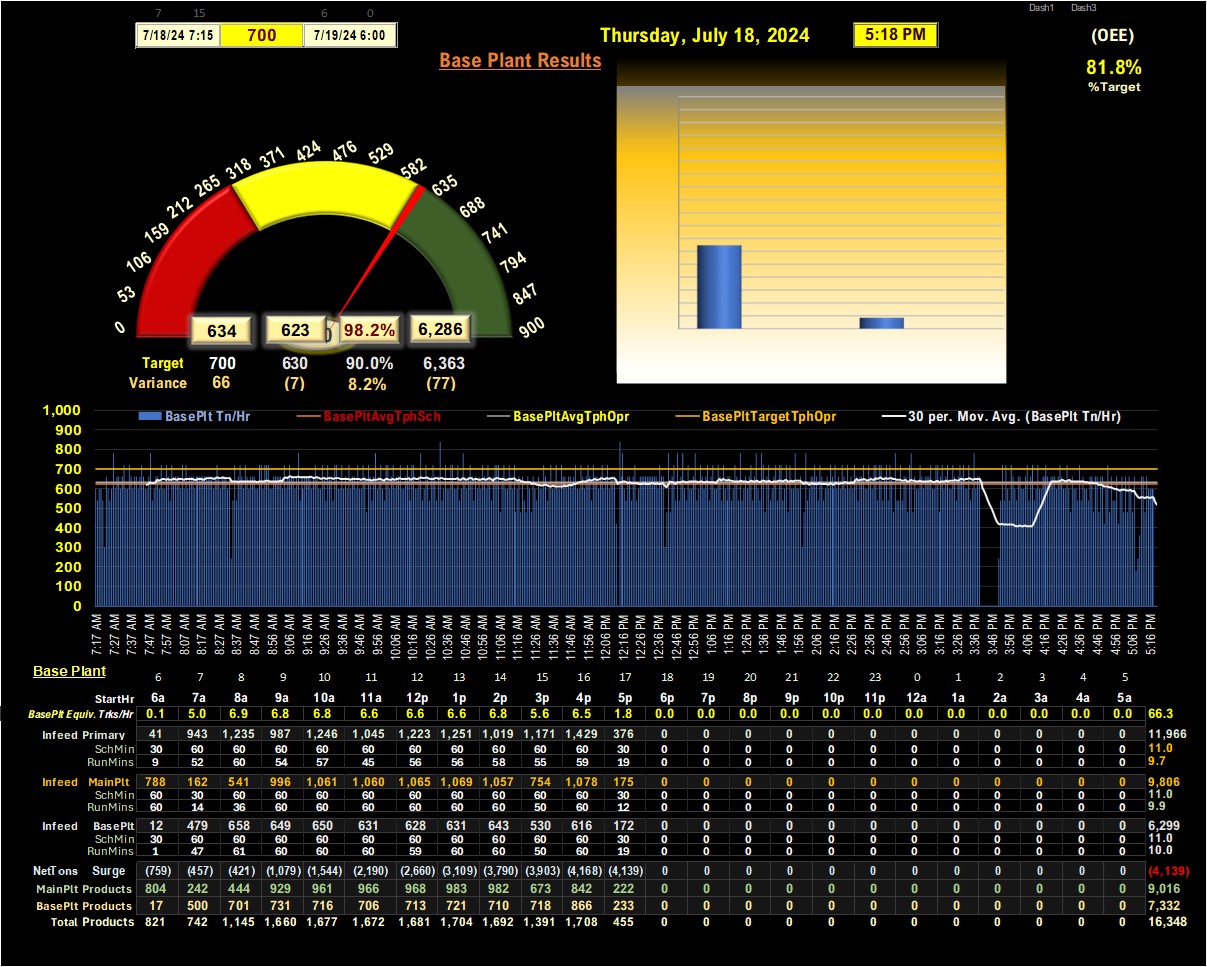 7 15 6 0 Dash1 Dash3
7/18/24 7:15 700 7/19/24 6:00 Thursday, July 18, 2024 5:18 PM (OEE)
Base Plant Results
81.8%
%Target
0 53 106 159 212 265 318 371 424 476 529 582 635 688 741 794 847 900
634 623 98.2% 6,286
Target 700 630 90.0% 6,363
Variance 66 (7) 8.2% (77)
BasePlt Tn/Hr BasePltAvgTphSch BasePltAvgTphOpr BasePltTargetTphOpr 30 per. Mov. Avg. (BasePlt Tn/Hr)
1,000
900
800
700
600
500
400
300
200
100
0
7:17 AM 7:27 AM 7:37 AM 7:47 AM 7:57 AM 8:07 AM 8:17 AM 8:27 AM 8:37 AM 8:47 AM 8:56 AM 9:06 AM 9:16 AM 9:26 AM 9:36 AM 9:46 AM 9:56 AM 10:06 AM 10:16 AM 10:26 AM 10:36 AM 10:46 AM 10:56 AM 11:06 AM 11:16 AM 11:26 AM 11:36 AM 11:46 AM 11:56 AM 12:06 PM 12:16 PM 12:26 PM 12:36 PM 12:46 PM 12:56 PM 1:06 PM 1:16 PM 1:26 PM 1:36 PM 1:46 PM 1:56 PM 2:06 PM 2:16 PM 2:26 PM 2:36 PM 2:46 PM 2:56 PM 3:06 PM 3:16 PM 3:26 PM 3:36 PM 3:46 PM 3:56 PM 4:06 PM 4:16 PM 4:26 PM 4:36 PM 4:46 PM 4:56 PM 5:06 PM 5:16 PM
Base Plant
6 7 8 9 10 11 12 13 14 15 16 17 18 19 20 21 22 23 0 1 2 3 4 5
StartHr 6a 7a 8a 9a 10a 11a 12p 1p 2p 3p 4p 5p 6p 7p 8p 9p 10p 11p 12a 1a 2a 3a 4a 5a
BasePlt Equiv. Trks/Hr 0.1 5.0 6.9 6.8 6.8 6.6 6.6 6.6 6.8 5.6 6.5 1.8 0.0 0.0 0.0 0.0 0.0 0.0 0.0 0.0 0.0 0.0 0.0 0.0 66.3
Infeed Primary 41 943 1,235 987 1,246 1,045 1,223 1,251 1,019 1,171 1,429 376 0 0 0 0 0 0 0 0 0 0 0 0 11,966
SchMin 30 60 60 60 60 60 60 60 60 60 60 30 0 0 0 0 0 0 0 0 0 0 0 0 11.0
RunMins 9 52 60 54 57 45 56 56 58 55 59 19 0 0 0 0 0 0 0 0 0 0 0 0 9.7
Infeed MainPlt 788 162 541 996 1,061 1,060 1,065 1,069 1,057 754 1,078 175 0 0 0 0 0 0 0 0 0 0 0 0 9,806
SchMin 60 30 60 60 60 60 60 60 60 60 60 30 0 0 0 0 0 0 0 0 0 0 0 0 11.0
RunMins 60 14 36 60 60 60 60 60 60 50 60 12 0 0 0 0 0 0 0 0 0 0 0 0 9.9
Infeed BasePlt 12 479 658 649 650 631 628 631 643 530 616 172 0 0 0 0 0 0 0 0 0 0 0 0 6,299
SchMin 30 60 60 60 60 60 60 60 60 60 60 30 0 0 0 0 0 0 0 0 0 0 0 0 11.0
RunMins 1 47 61 60 60 60 59 60 60 50 60 19 0 0 0 0 0 0 0 0 0 0 0 0 10.0
NetTons Surge (759) (457) (421) (1,079) (1,544) (2,190) (2,660) (3,109) (3,790) (3,903) (4,168) (4,139) 0 0 0 0 0 0 0 0 0 0 0 0 (4,139)
MainPlt Products 804 242 444 929 961 966 968 983 982 673 842 222 0 0 0 0 0 0 0 0 0 0 0 0 9,016
BasePlt Products 17 500 701 731 716 706 713 721 710 718 866 233 0 0 0 0 0 0 0 0 0 0 0 0 7,332
Total Products 821 742 1,145 1,660 1,677 1,672 1,681 1,704 1,692 1,391 1,708 455 0 0 0 0 0 0 0 0 0 0 0 0 16,348